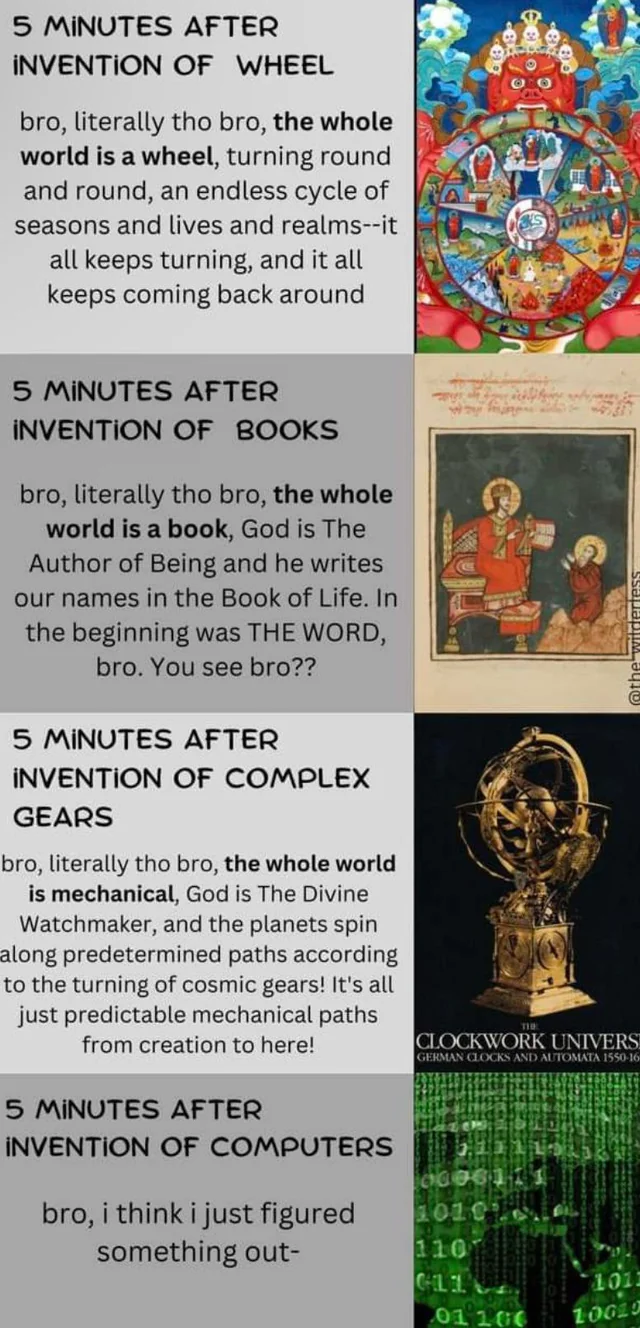 5 MINUTES AFTER
INVENTION OF WHEEL
bro, literally tho bro, the whole
world is a wheel, turning round
and round, an endless cycle of
seasons and lives and realms--it
all keeps turning, and it all
keeps coming back around
5 MINUTES AFTER
INVENTION OF BOOKS
bro, literally tho bro, the whole
world is a book, God is The
Author of Being and he writes
our names in the Book of Life. In
the beginning was THE WORD,
bro. You see bro??
@the_wilderless
5 MINUTES AFTER
INVENTION OF COMPLEX
GEARS
bro, literally tho bro, the whole world
is mechanical, God is The Divine
Watchmaker, and the planets spin
along predetermined paths according
to the turning of cosmic gears! It's all
just predictable mechanical paths
from creation to here!
THE
CLOCKWORK UNIVERS
GERMAN CLOCKS AND AUTOMATA 1550-16
5 MINUTES AFTER
INVENTION OF COMPUTERS
bro, i think i just figured
something out-